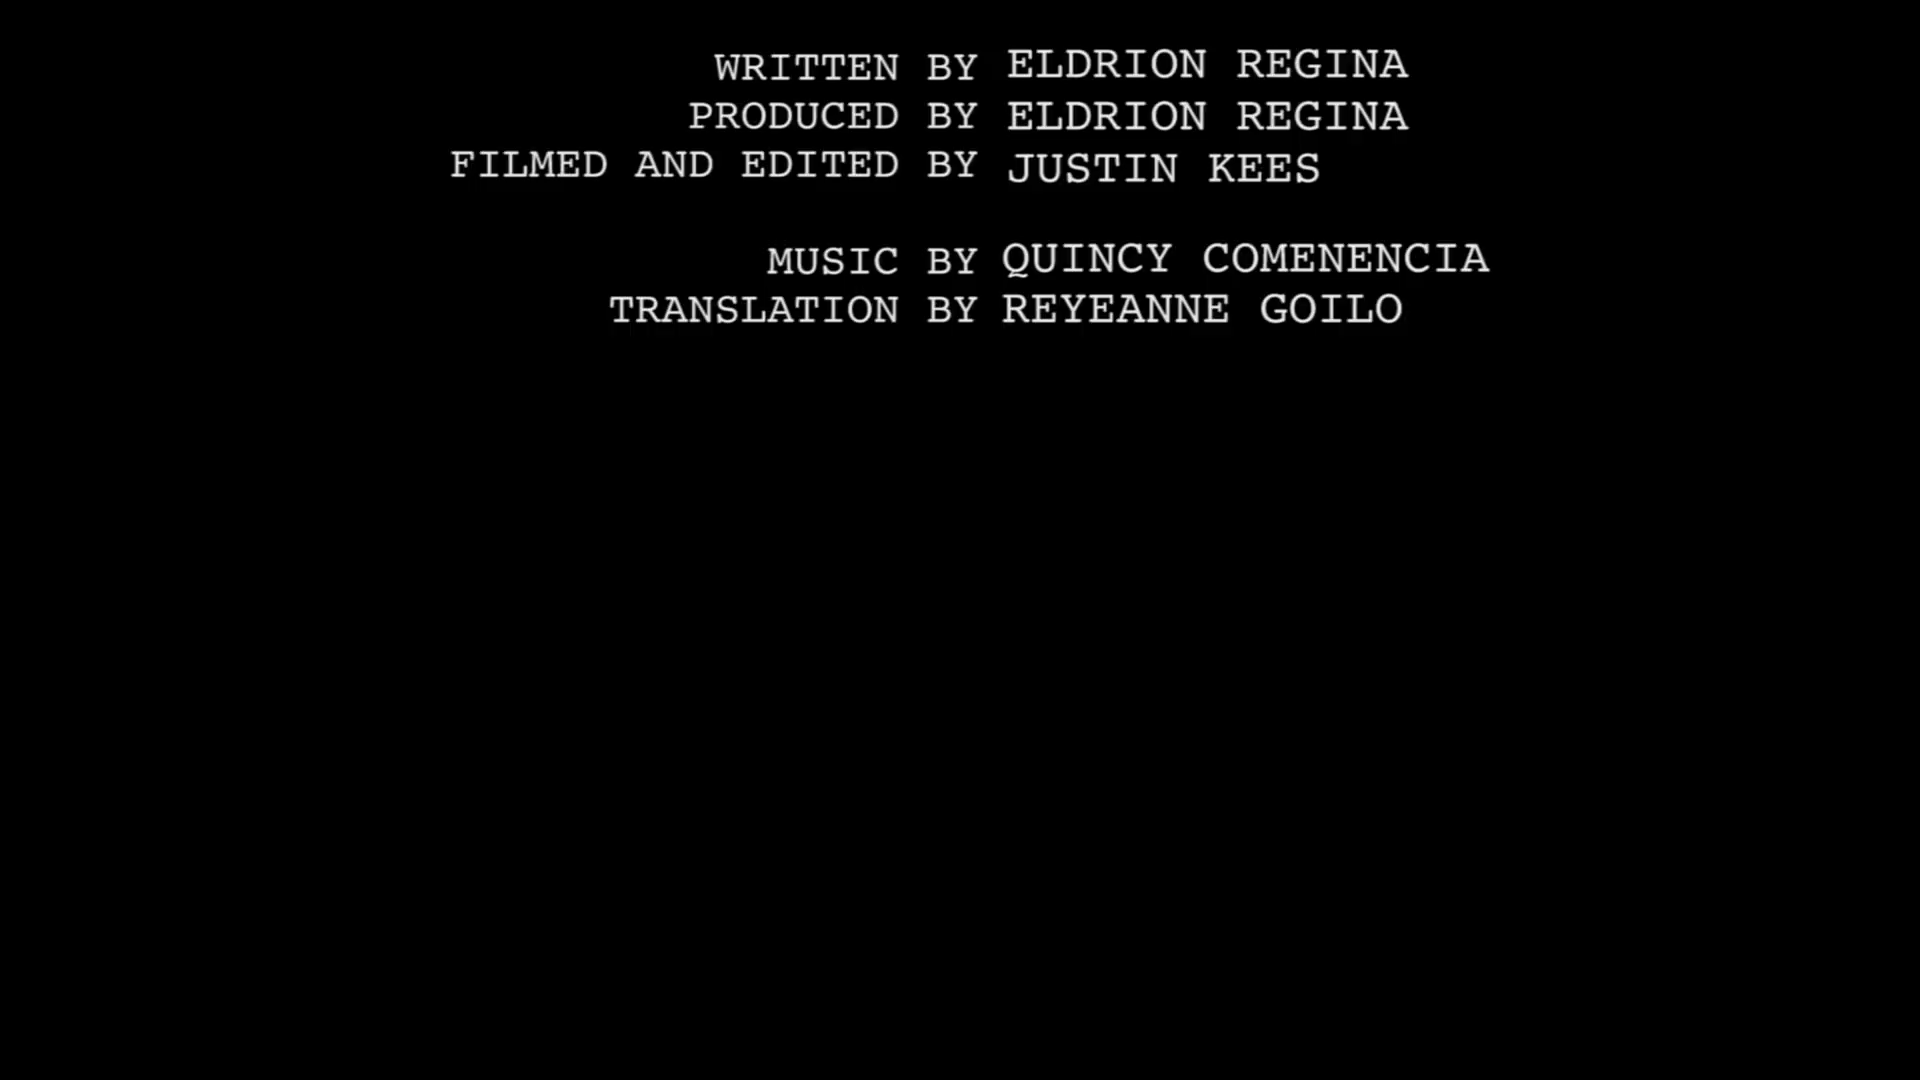 WRITTEN BY ELDRION REGINA
PRODUCED BY ELDRION REGINA
FILMED AND EDITED BY JUSTIN KEES
MUSIC BY QUINCY COMENENCIA
TRANSLATION BY REYEANNE GOILO